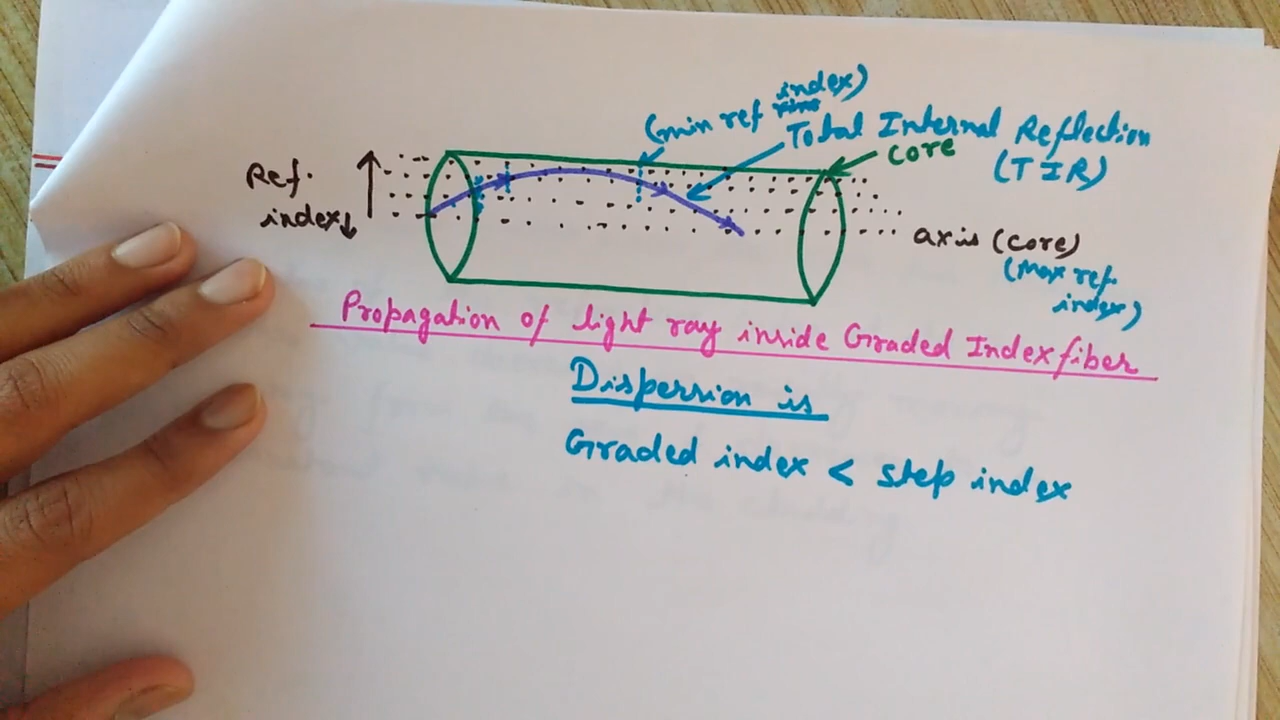 index)
(min ref
Total Internal Reflection
(TIR)
core
Ref.
index↓
axis (core)
(Max ref.
index)
Propagation of light ray inside Graded Index fiber
Dispersion is
Graded index < step index